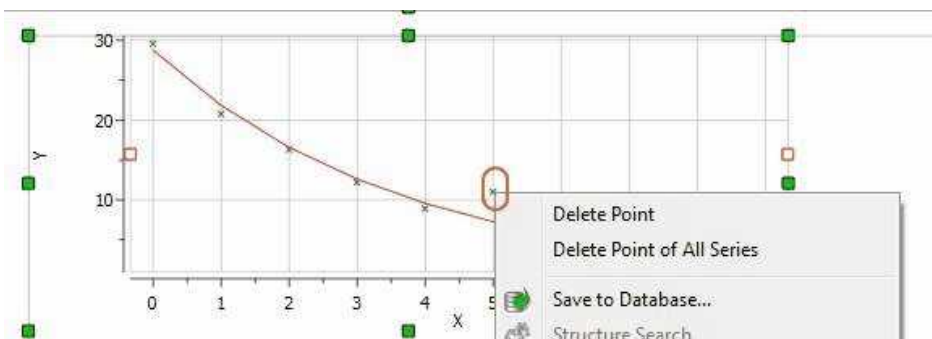 30
20
10
Y
0 1 2 3 4 5
X
Delete Point
Delete Point of All Series
Save to Database...
Structure Search